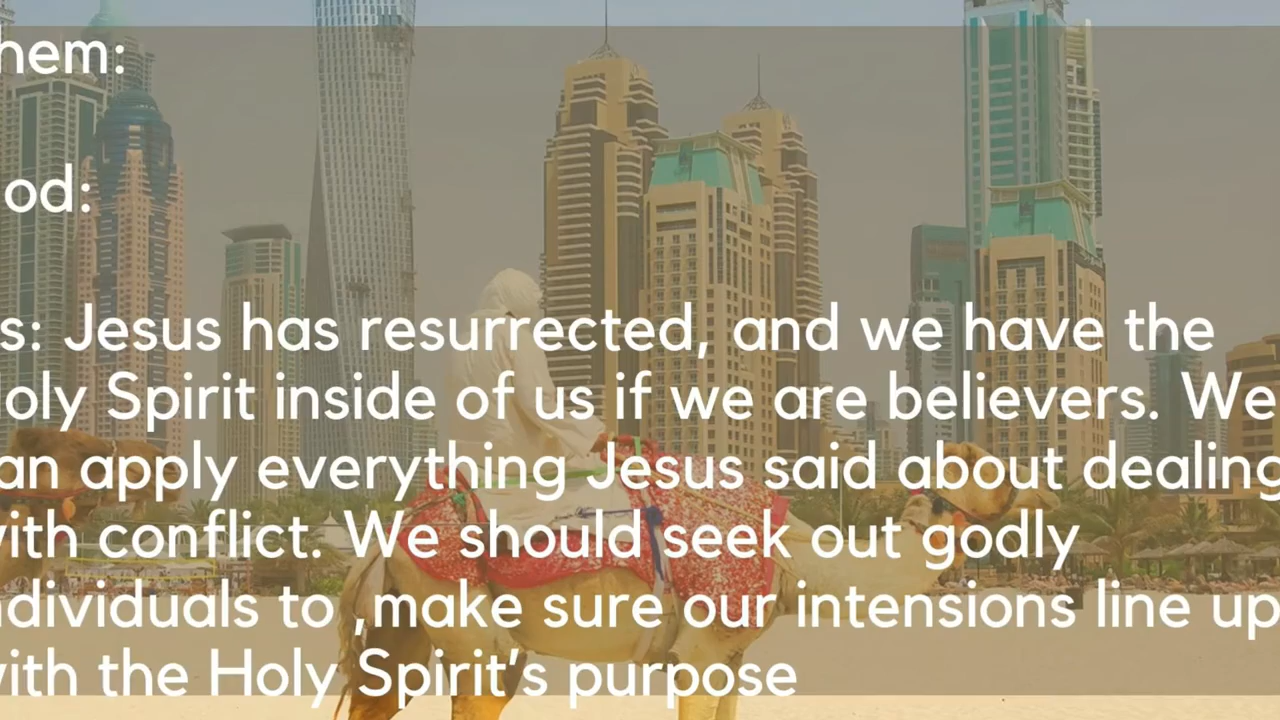 hem:
od:
s: Jesus has resurrected, and we have the
oly Spirit inside of us if we are believers. We
an apply everything Jesus said about dealing
ith conflict. We should seek out godly
ndividuals to ,make sure our intensions line up
ith the Holy Spirit's purpose